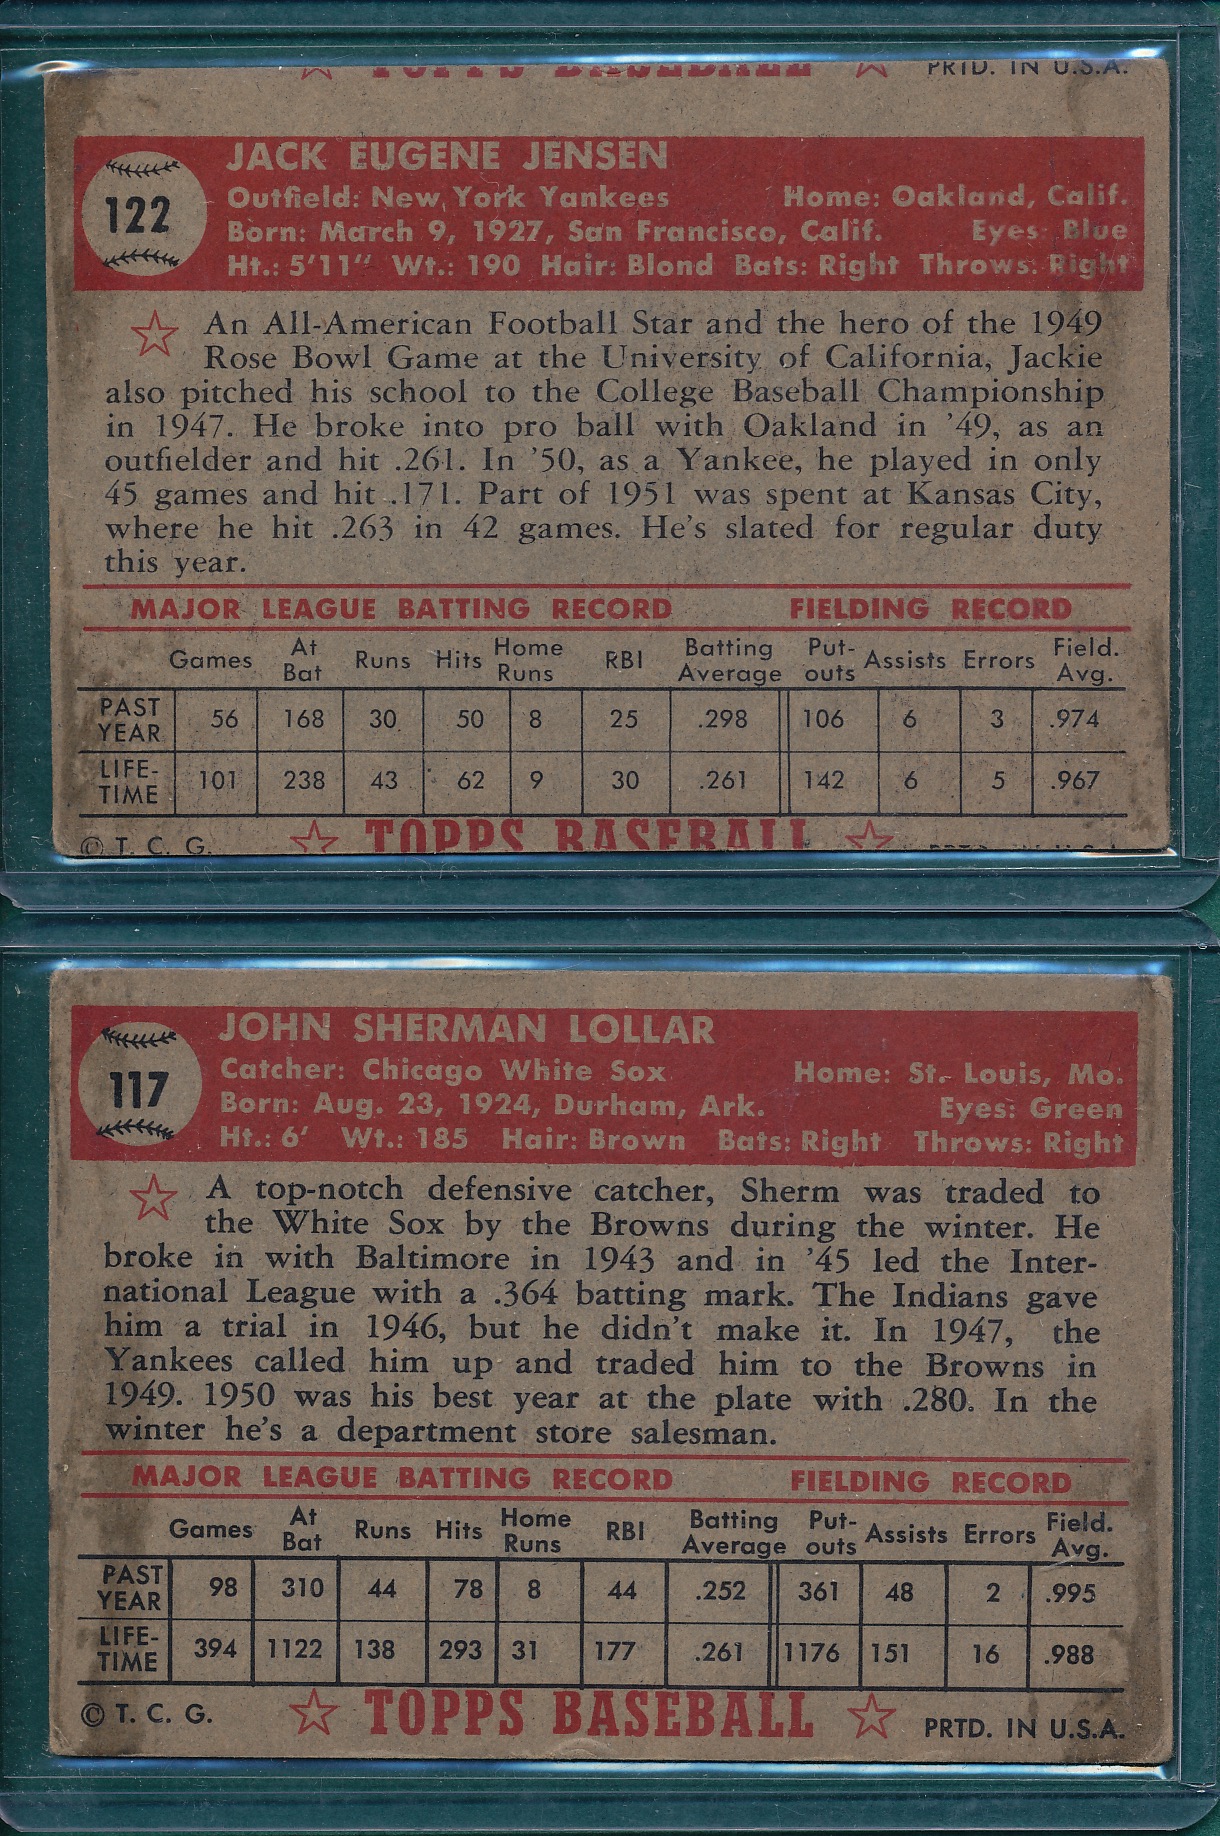 TOPPS BASEBALL PRTD. IN U.S.A.
122
JACK EUGENE JENSEN
Outfield: New York Yankees Home: Oakland, Calif.
Born: March 9, 1927, San Francisco, Calif. Eyes: Blue
Ht.: 5'11" Wt.: 190 Hair: Blond Bats: Right Throws: Right
An All-American Football Star and the hero of the 1949
Rose Bowl Game at the University of California, Jackie
also pitched his school to the College Baseball Championship
in 1947. He broke into pro ball with Oakland in '49, as an
outfielder and hit .261. In '50, as a Yankee, he played in only
45 games and hit .171. Part of 1951 was spent at Kansas City,
where he hit .263 in 42 games. He's slated for regular duty
this year.
MAJOR LEAGUE BATTING RECORD FIELDING RECORD
Games At Bat Runs Hits Home Runs RBI Batting Average Put-outs Assists Errors Field. Avg.
PAST YEAR 56 168 30 50 8 25 .298 106 6 3 .974
LIFE-TIME 101 238 43 62 9 30 .261 142 6 5 .967
© T. C. G. TOPPS BASEBALL PRTD. IN U.S.A.
117
JOHN SHERMAN LOLLAR
Catcher: Chicago White Sox Home: St. Louis, Mo.
Born: Aug. 23, 1924, Durham, Ark. Eyes: Green
Ht.: 6' Wt.: 185 Hair: Brown Bats: Right Throws: Right
A top-notch defensive catcher, Sherm was traded to
the White Sox by the Browns during the winter. He
broke in with Baltimore in 1943 and in '45 led the Inter-
national League with a .364 batting mark. The Indians gave
him a trial in 1946, but he didn't make it. In 1947, the
Yankees called him up and traded him to the Browns in
1949. 1950 was his best year at the plate with .280. In the
winter he's a department store salesman.
MAJOR LEAGUE BATTING RECORD FIELDING RECORD
Games At Bat Runs Hits Home Runs RBI Batting Average Put-outs Assists Errors Field. Avg.
PAST YEAR 98 310 44 78 8 44 .252 361 48 2 .995
LIFE-TIME 394 1122 138 293 31 177 .261 1176 151 16 .988
© T. C. G. TOPPS BASEBALL PRTD. IN U.S.A.